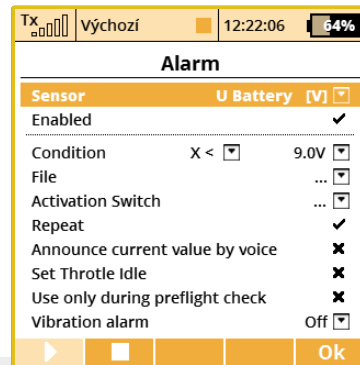 Tx Výchozí 12:22:06 64%
Alarm
Sensor U Battery [V]
Enabled
Condition X < 9.0V
File ...
Activation Switch ...
Repeat
Announce current value by voice
Set Throtle Idle
Use only during preflight check
Vibration alarm Off
Ok